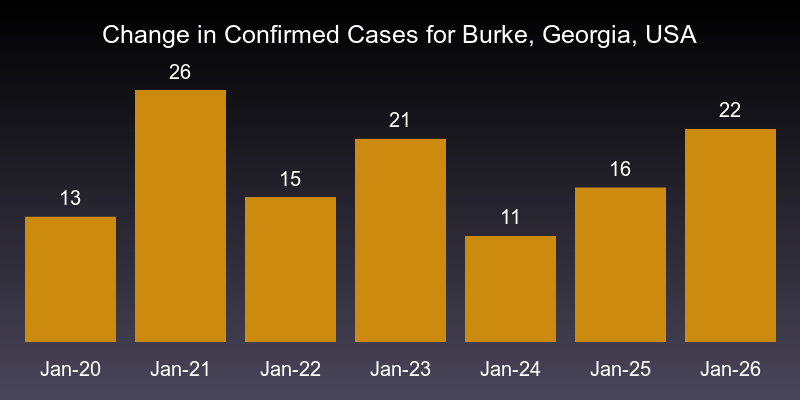 Change in Confirmed Cases for Burke, Georgia, USA
13
26
15
21
11
16
22
Jan-20
Jan-21
Jan-22
Jan-23
Jan-24
Jan-25
Jan-26